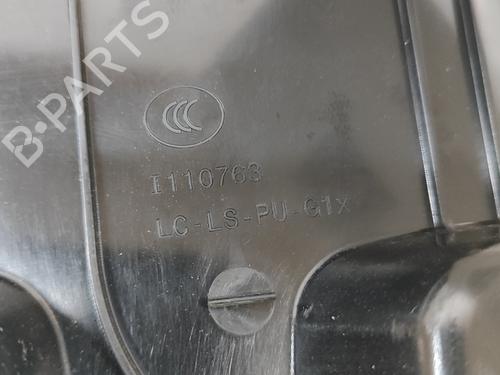 B-PARTS
CCC
I110763
LC-LS-PU-G1x